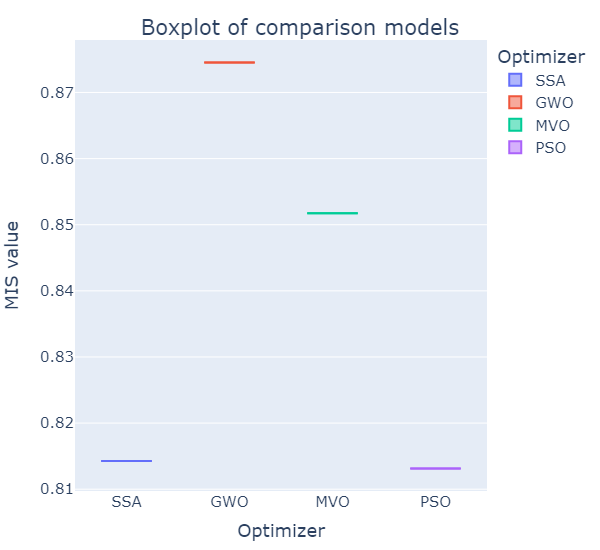 Boxplot of comparison models
MIS value
0.87
0.86
0.85
0.84
0.83
0.82
0.81
SSA
GWO
MVO
PSO
Optimizer
Optimizer
SSA
GWO
MVO
PSO